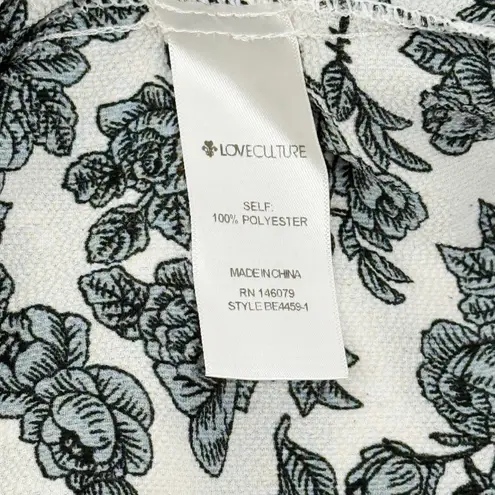 LOVECULTURE
SELF:
100% POLYESTER
MADE IN CHINA
RN 146079
STYLE BE4459-1